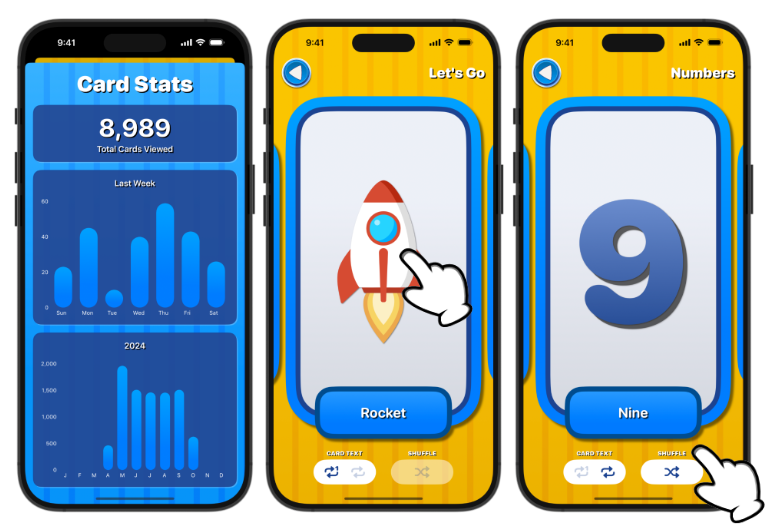 9:41
Card Stats
8,989
Total Cards Viewed
Last Week
60
40
20
0
Sun Mon Tue Wed Thu Fri Sat
2024
2,000
1,500
1,000
500
0
J F M A M J J A S O N D
9:41
Let's Go
Rocket
CARD TEXT SHUFFLE
9:41
Numbers
9
Nine
CARD TEXT SHUFFLE